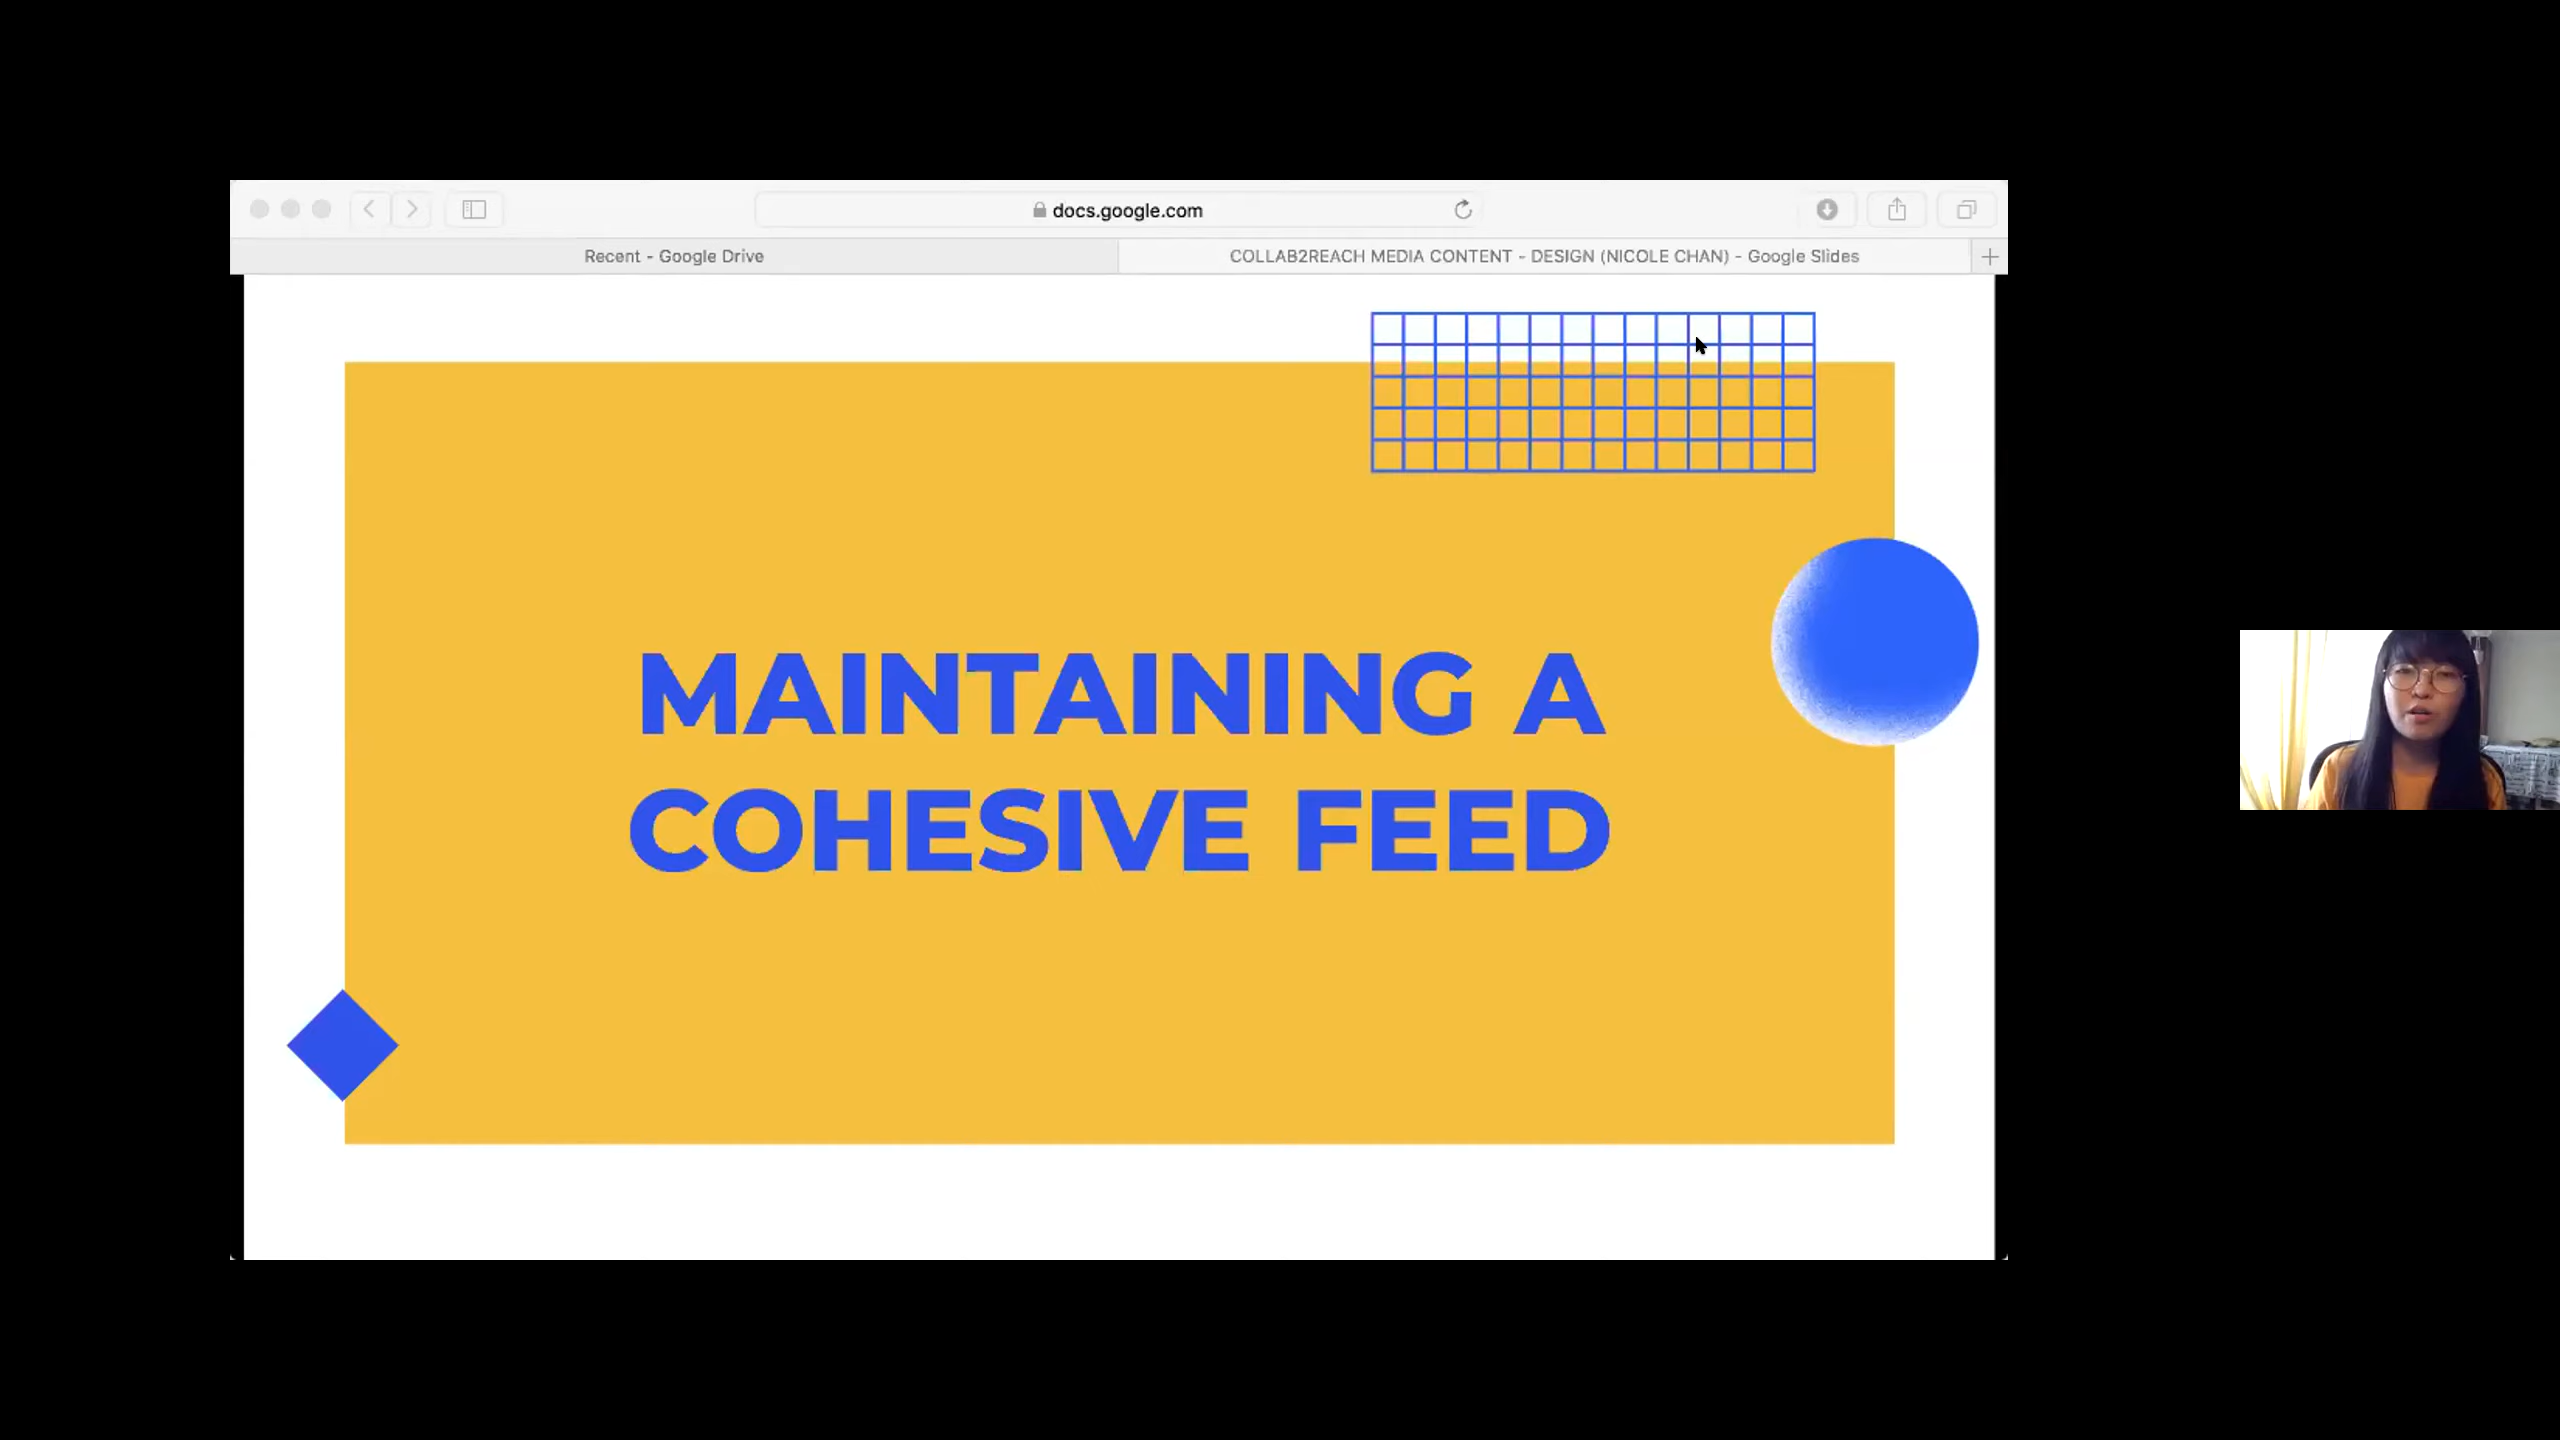 docs.google.com
Recent - Google Drive
COLLAB2REACH MEDIA CONTENT - DESIGN (NICOLE CHAN) - Google Slides
MAINTAINING A
COHESIVE FEED